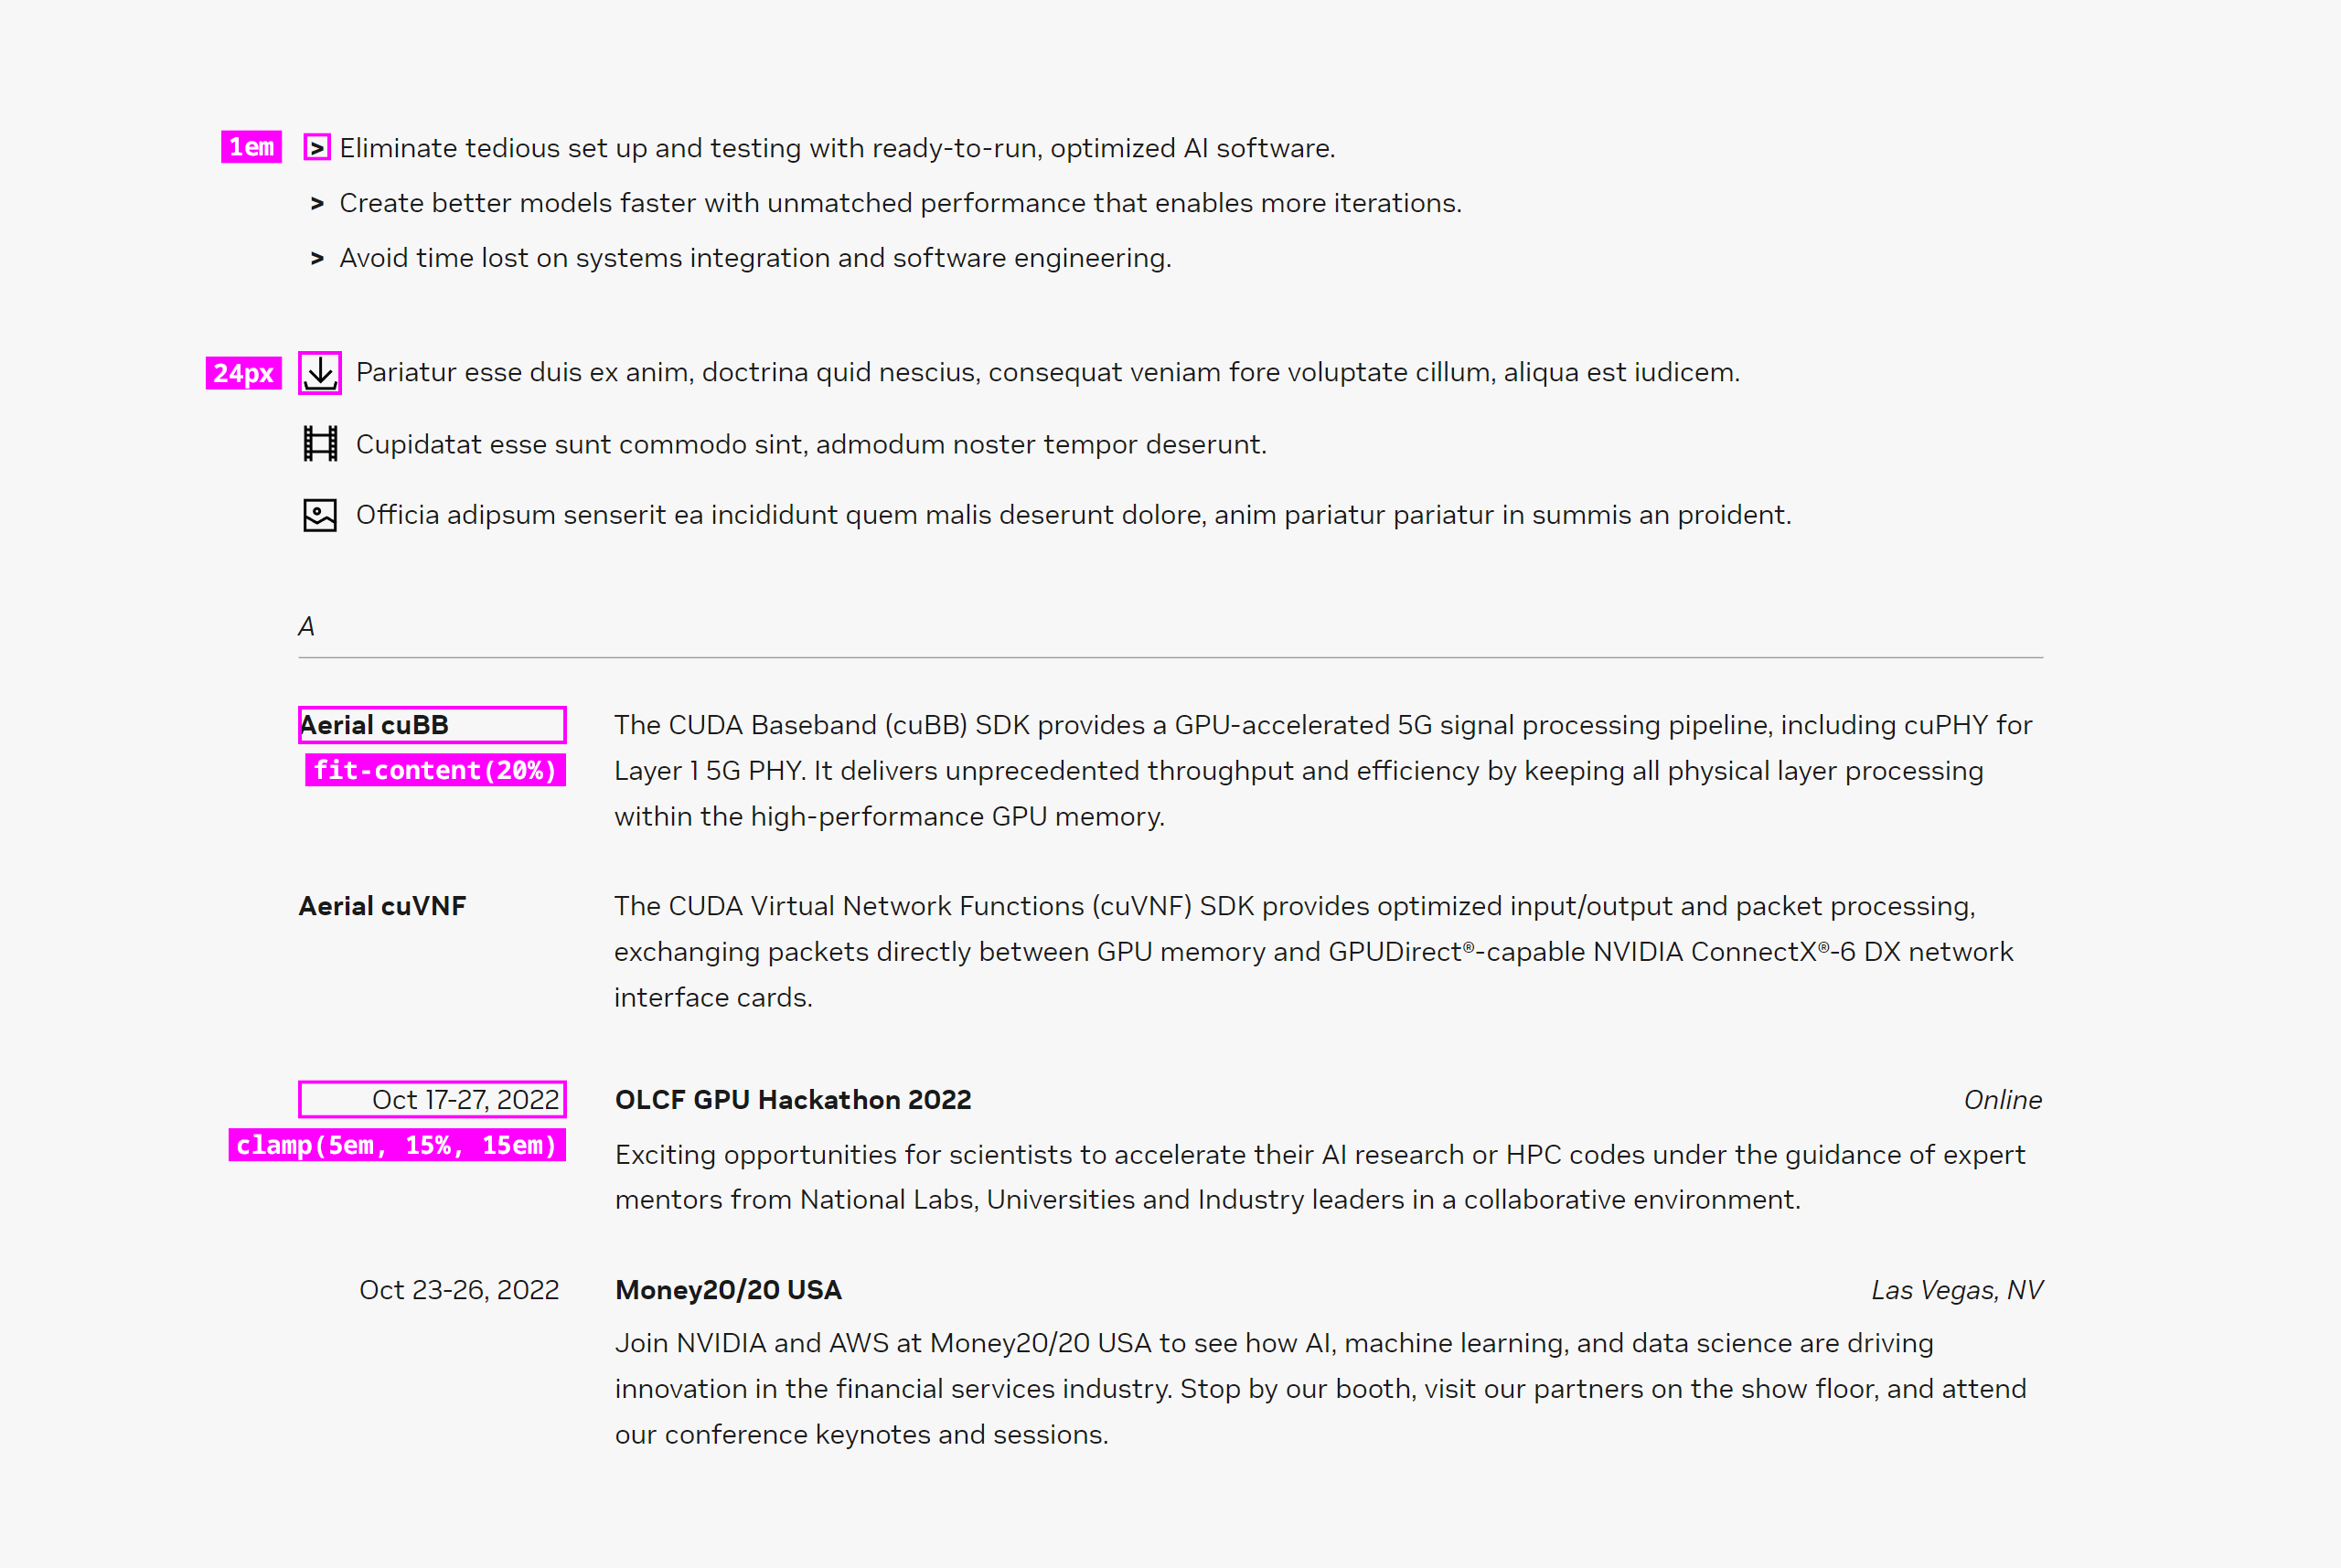 1em > Eliminate tedious set up and testing with ready-to-run, optimized AI software.
> Create better models faster with unmatched performance that enables more iterations.
> Avoid time lost on systems integration and software engineering.
24px Pariatur esse duis ex anim, doctrina quid nescius, consequat veniam fore voluptate cillum, aliqua est iudicem.
Cupidatat esse sunt commodo sint, admodum noster tempor deserunt.
Officia adipsum senserit ea incididunt quem malis deserunt dolore, anim pariatur pariatur in summis an proident.
A
Aerial cuBB
fit-content(20%)
The CUDA Baseband (cuBB) SDK provides a GPU-accelerated 5G signal processing pipeline, including cuPHY for
Layer 1 5G PHY. It delivers unprecedented throughput and efficiency by keeping all physical layer processing
within the high-performance GPU memory.
Aerial cuVNF
The CUDA Virtual Network Functions (cuVNF) SDK provides optimized input/output and packet processing,
exchanging packets directly between GPU memory and GPUDirect®-capable NVIDIA ConnectX®-6 DX network
interface cards.
Oct 17-27, 2022
clamp(5em, 15%, 15em)
OLCF GPU Hackathon 2022
Online
Exciting opportunities for scientists to accelerate their AI research or HPC codes under the guidance of expert
mentors from National Labs, Universities and Industry leaders in a collaborative environment.
Oct 23-26, 2022
Money20/20 USA
Las Vegas, NV
Join NVIDIA and AWS at Money20/20 USA to see how AI, machine learning, and data science are driving
innovation in the financial services industry. Stop by our booth, visit our partners on the show floor, and attend
our conference keynotes and sessions.